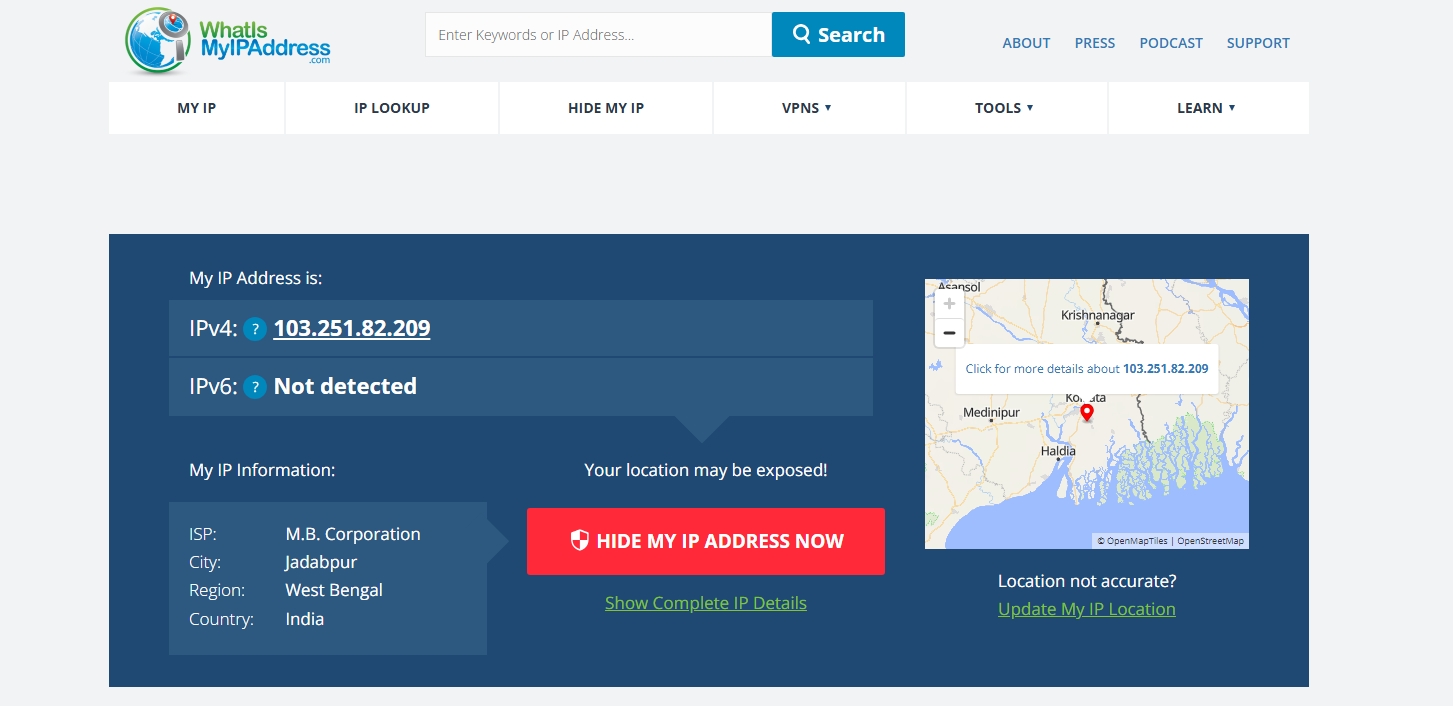 WhatIs
MyIPAddress
.com
Enter Keywords or IP Address...
Search
ABOUT PRESS PODCAST SUPPORT
MY IP IP LOOKUP HIDE MY IP VPNS ▼ TOOLS ▼ LEARN ▼
My IP Address is:
IPv4: ? 103.251.82.209
IPv6: ? Not detected
My IP Information:
ISP: M.B. Corporation
City: Jadabpur
Region: West Bengal
Country: India
Your location may be exposed!
HIDE MY IP ADDRESS NOW
Show Complete IP Details
Asansol
+
Krishnanagar
−
Click for more details about 103.251.82.209
Medinipur
Haldia
© OpenMapTiles | OpenStreetMap
Location not accurate?
Update My IP Location